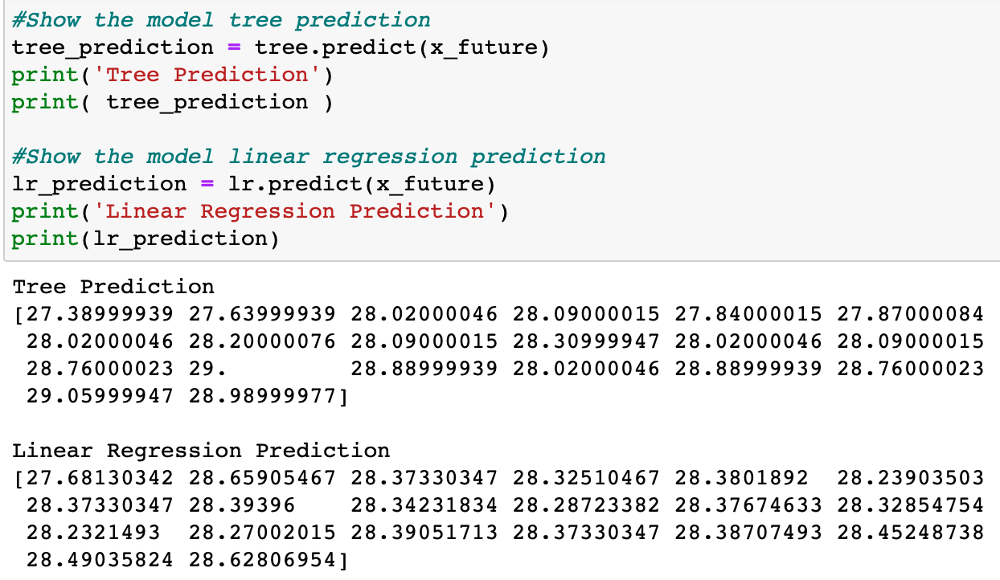 #Show the model tree prediction
tree_prediction = tree.predict(x_future)
print('Tree Prediction')
print( tree_prediction )
#Show the model linear regression prediction
lr_prediction = lr.predict(x_future)
print('Linear Regression Prediction')
print(lr_prediction)
Tree Prediction
[27.38999939 27.63999939 28.02000046 28.09000015 27.84000015 27.87000084
28.02000046 28.20000076 28.09000015 28.30999947 28.02000046 28.09000015
28.76000023 29.         28.88999939 28.02000046 28.88999939 28.76000023
29.05999947 28.98999977]
Linear Regression Prediction
[27.68130342 28.65905467 28.37330347 28.32510467 28.3801892  28.23903503
28.37330347 28.39396    28.34231834 28.28723382 28.37674633 28.32854754
28.2321493  28.27002015 28.39051713 28.37330347 28.38707493 28.45248738
28.49035824 28.62806954]